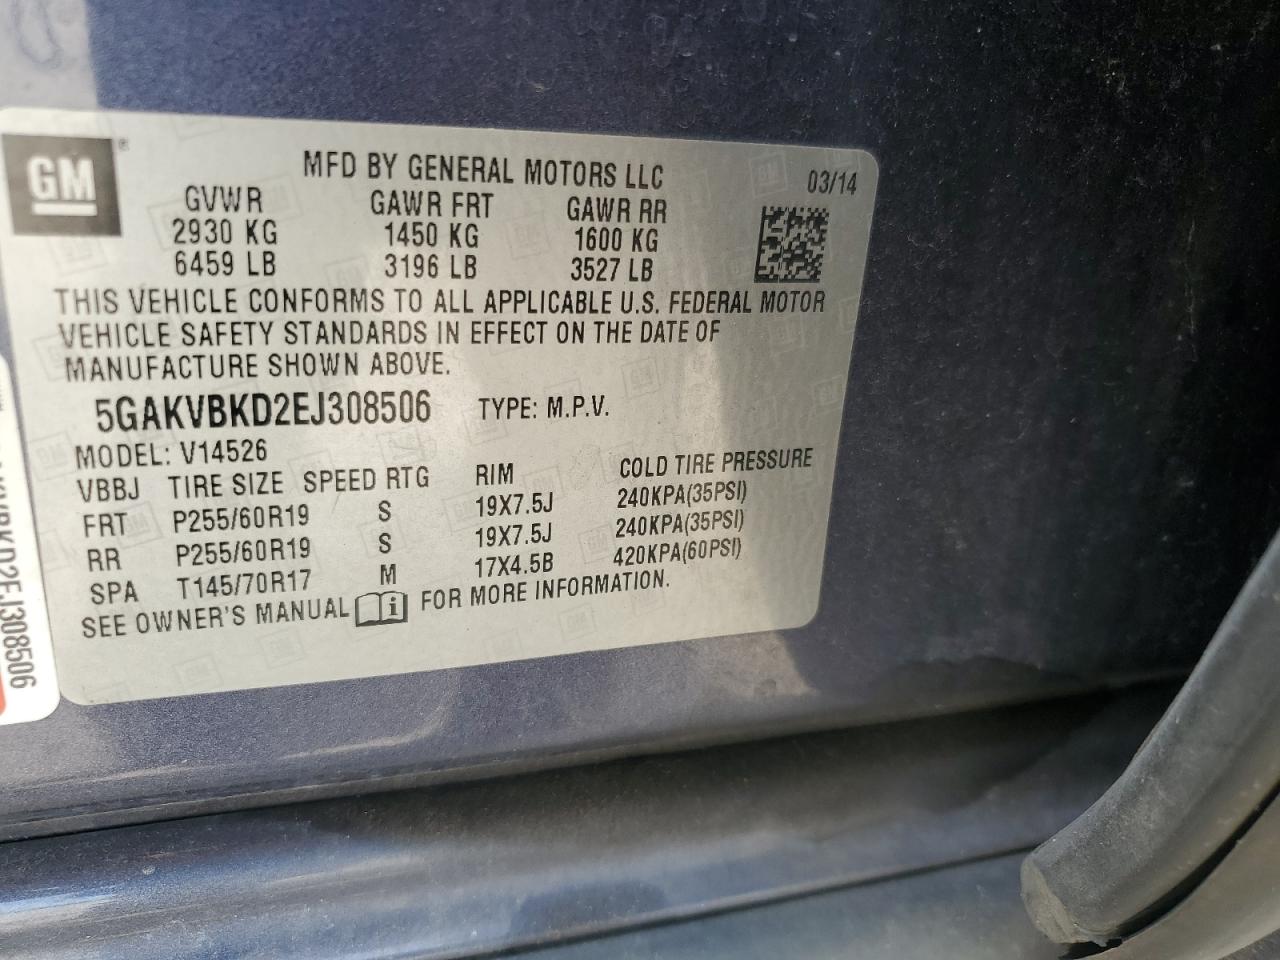 GM
MFD BY GENERAL MOTORS LLC 03/14
GVWR GAWR FRT GAWR RR
2930 KG 1450 KG 1600 KG
6459 LB 3196 LB 3527 LB
THIS VEHICLE CONFORMS TO ALL APPLICABLE U.S. FEDERAL MOTOR
VEHICLE SAFETY STANDARDS IN EFFECT ON THE DATE OF
MANUFACTURE SHOWN ABOVE.
5GAKVBKD2EJ308506 TYPE: M.P.V.
MODEL: V14526
VBBJ TIRE SIZE SPEED RTG RIM COLD TIRE PRESSURE
FRT P255/60R19 S 19X7.5J 240KPA(35PSI)
RR P255/60R19 S 19X7.5J 240KPA(35PSI)
SPA T145/70R17 M 17X4.5B 420KPA(60PSI)
SEE OWNER'S MANUAL FOR MORE INFORMATION.
KD2EJ308506